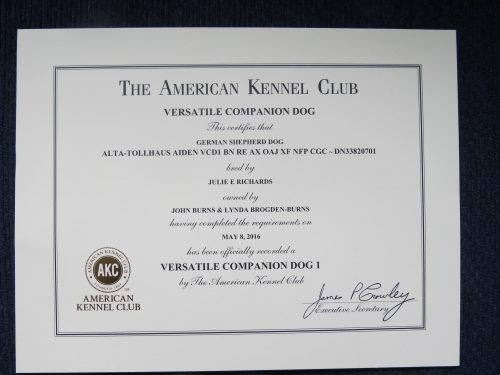 THE AMERICAN KENNEL CLUB
VERSATILE COMPANION DOG
This certifies that
GERMAN SHEPHERD DOG
ALTA-TOLLHAUS AIDEN VCD1 BN RE AX OAJ XF NFP CGC ~ DN33820701
bred by
JULIE E RICHARDS
owned by
JOHN BURNS & LYNDA BROGDEN-BURNS
having completed the requirements on
MAY 8, 2016
has been officially recorded a
VERSATILE COMPANION DOG 1
by The American Kennel Club
AMERICAN KENNEL CLUB
AKC
AMERICAN
KENNEL CLUB
James P Crowley
Executive Secretary